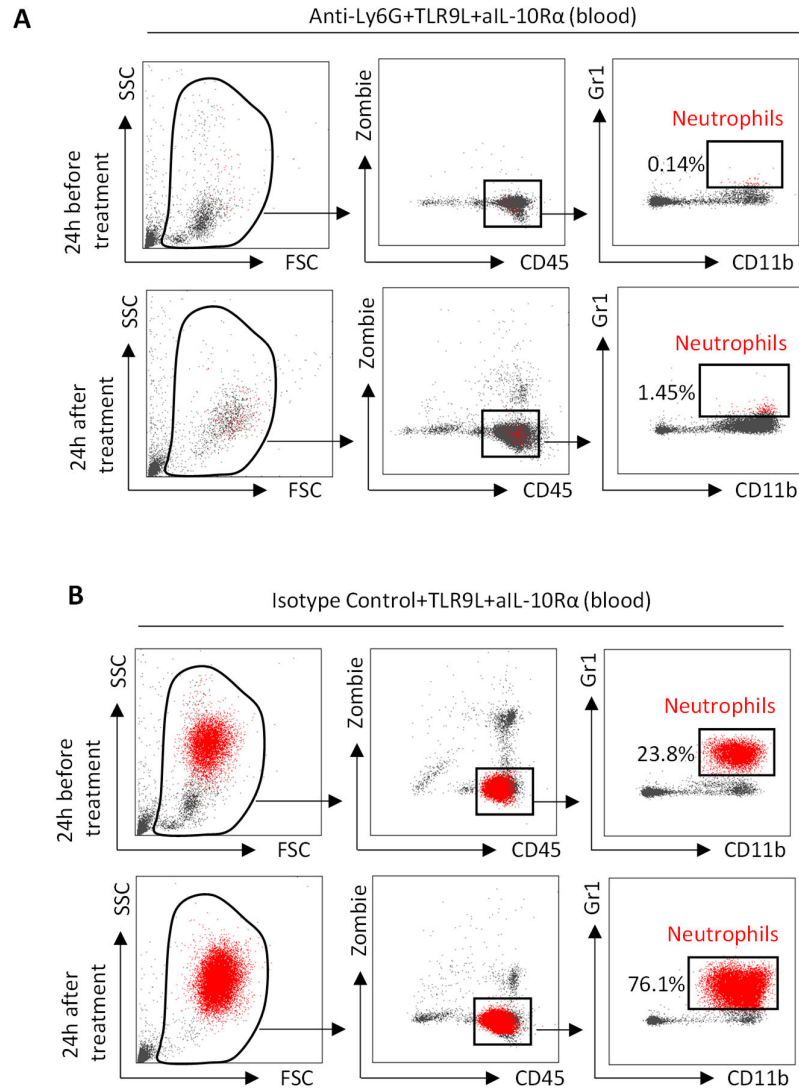 A
Anti-Ly6G+TLR9L+aIL-10Rα (blood)
24h before
treatment
SSC
FSC
Zombie
CD45
Gr1
Neutrophils
0.14%
CD11b
24h after
treatment
SSC
FSC
Zombie
CD45
Gr1
Neutrophils
1.45%
CD11b
B
Isotype Control+TLR9L+aIL-10Rα (blood)
24h before
treatment
SSC
FSC
Zombie
CD45
Gr1
Neutrophils
23.8%
CD11b
24h after
treatment
SSC
FSC
Zombie
CD45
Gr1
Neutrophils
76.1%
CD11b